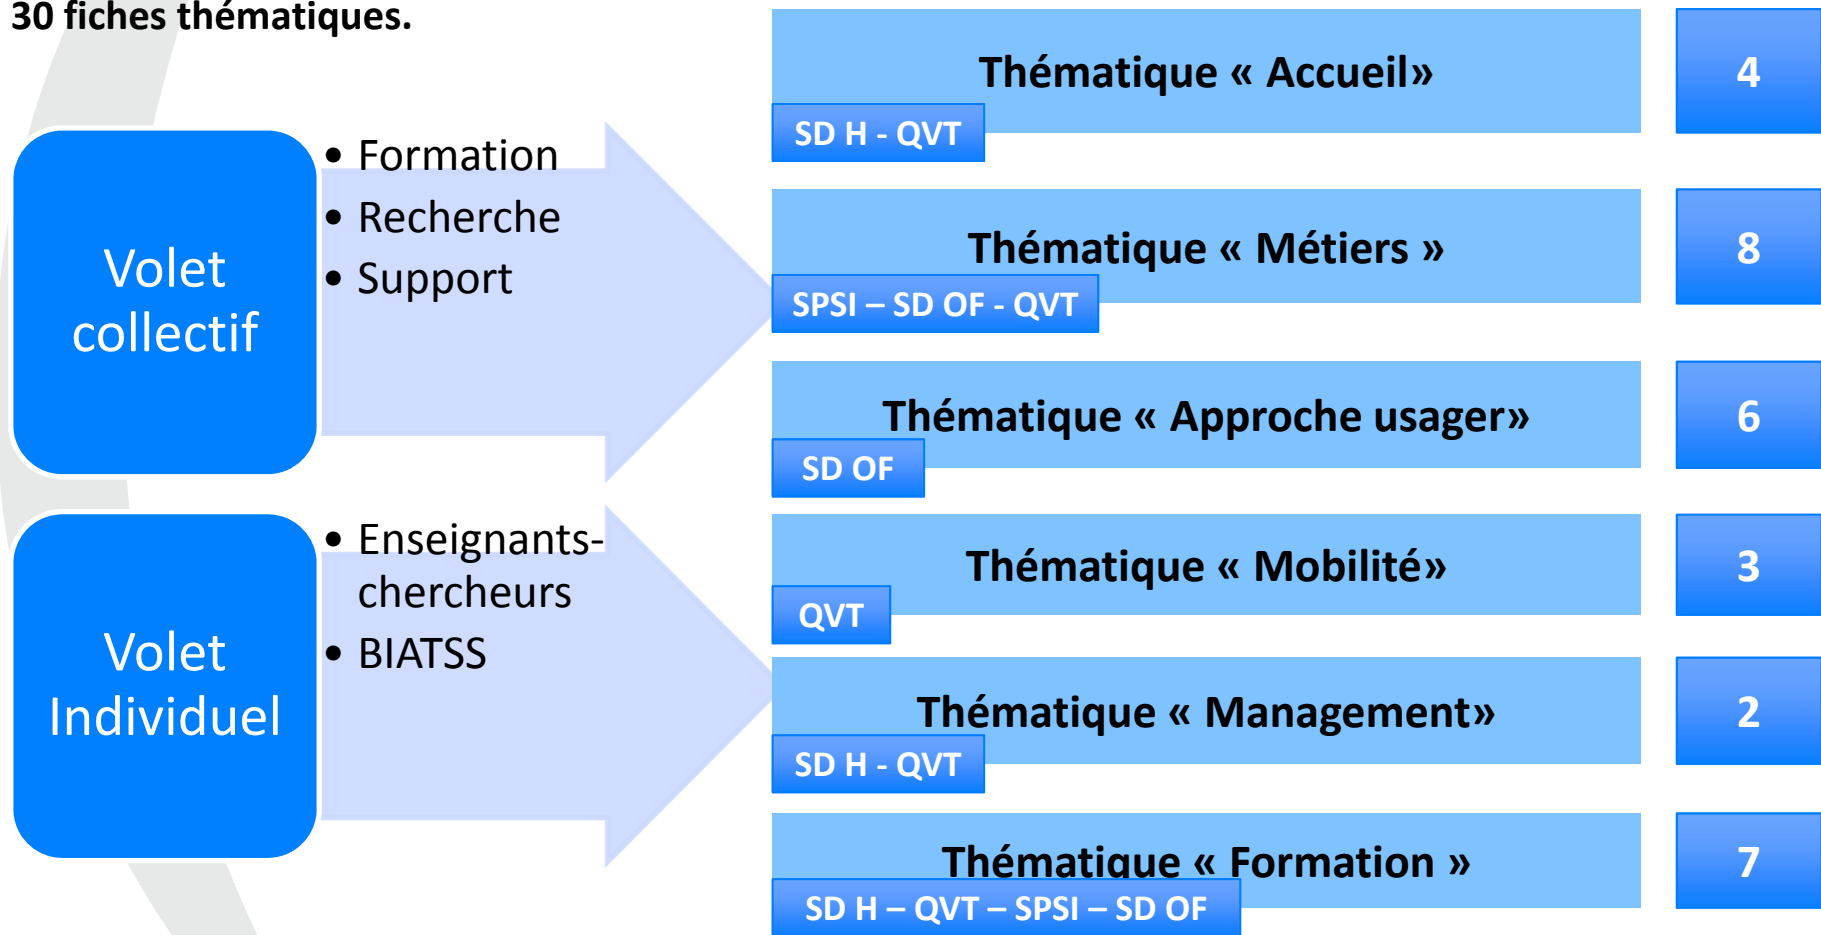 30 fiches thématiques.
Volet
collectif
• Formation
• Recherche
• Support
Volet
Individuel
• Enseignants-
chercheurs
• BIATSS
Thématique « Accueil»
4
SD H - QVT
Thématique « Métiers »
8
SPSI – SD OF - QVT
Thématique « Approche usager»
6
SD OF
Thématique « Mobilité»
3
QVT
Thématique « Management»
2
SD H - QVT
Thématique « Formation »
7
SD H – QVT – SPSI – SD OF